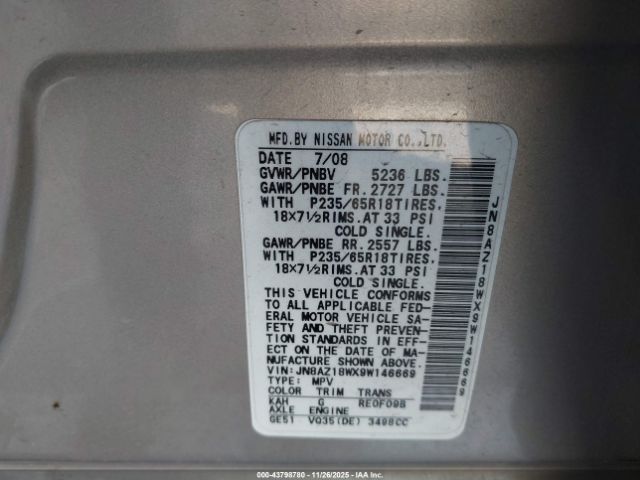 MFD.BY NISSAN MOTOR CO.,LTD.
DATE 7/08
GVWR/PNBV 5236 LBS.
GAWR/PNBE FR. 2727 LBS.
WITH P235/65R18TIRES.
18X7½RIMS.AT 33 PSI
COLD SINGLE.
GAWR/PNBE RR. 2557 LBS.
WITH P235/65R18TIRES.
18X7½RIMS.AT 33 PSI
COLD SINGLE.
THIS VEHICLE CONFORMS
TO ALL APPLICABLE FED-
ERAL MOTOR VEHICLE SA-
FETY AND THEFT PREVEN-
TION STANDARDS IN EFF-
ECT ON THE DATE OF MA-
NUFACTURE SHOWN ABOVE.
VIN: JN8AZ18WX9W146669
TYPE: MPV
COLOR TRIM TRANS
KAH G RE0F09B
AXLE ENGINE
GE51 VQ35(DE) 3498CC
JN8AZ18WX9W146669
000-43798780 - 11/26/2025 - IAA Inc.